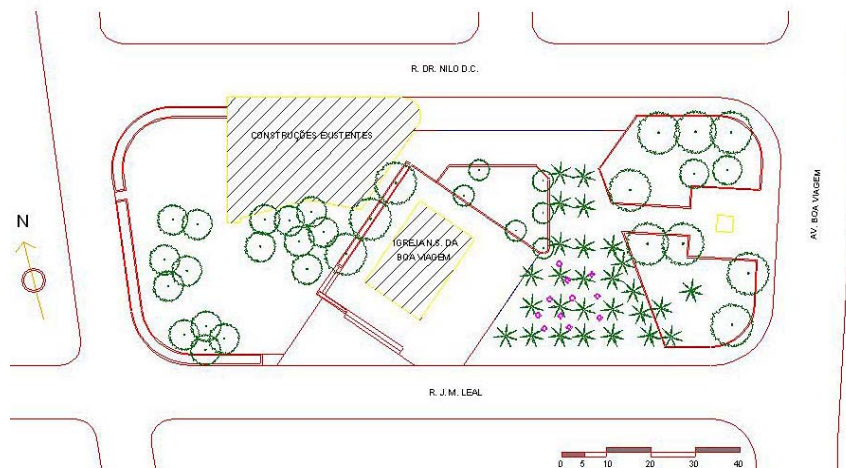 R. DR. NILO D.C.
CONSTRUÇÕES EXISTENTES
AV. BOA VIAGEM
N
IGREJA N.S. DA
BOA VIAGEM
R. J.M. LEAL
0 5 10 20 30 40